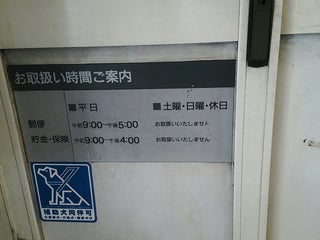 お取扱い時間ご案内
■平日 ■土曜・日曜・休日
郵便 午前9:00～午後5:00 お取扱いたしません
貯金・保険 午前9:00～午後4:00 お取扱いたしません
補助犬同伴可